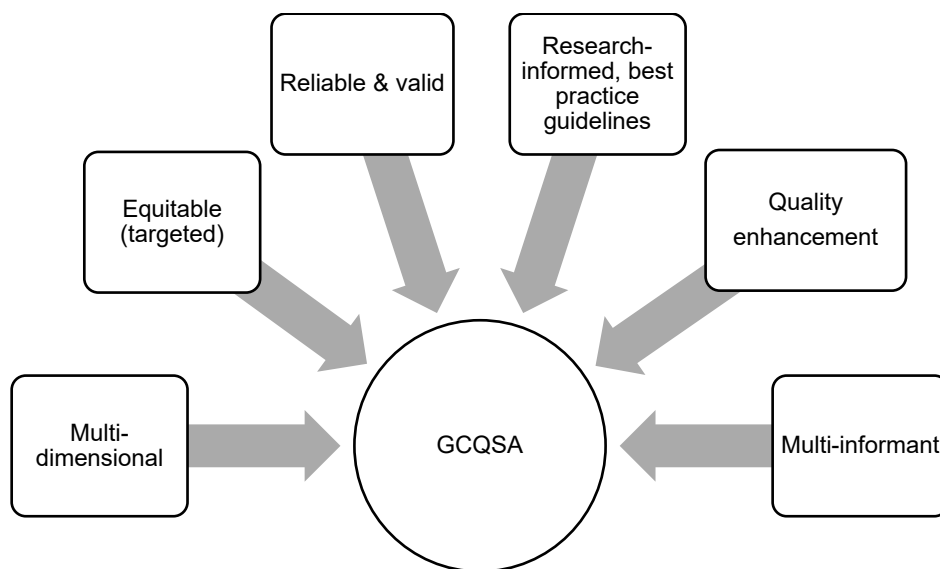 Reliable & valid
Research-
informed, best
practice
guidelines
Equitable
(targeted)
Quality
enhancement
Multi-
dimensional
GCQSA
Multi-informant